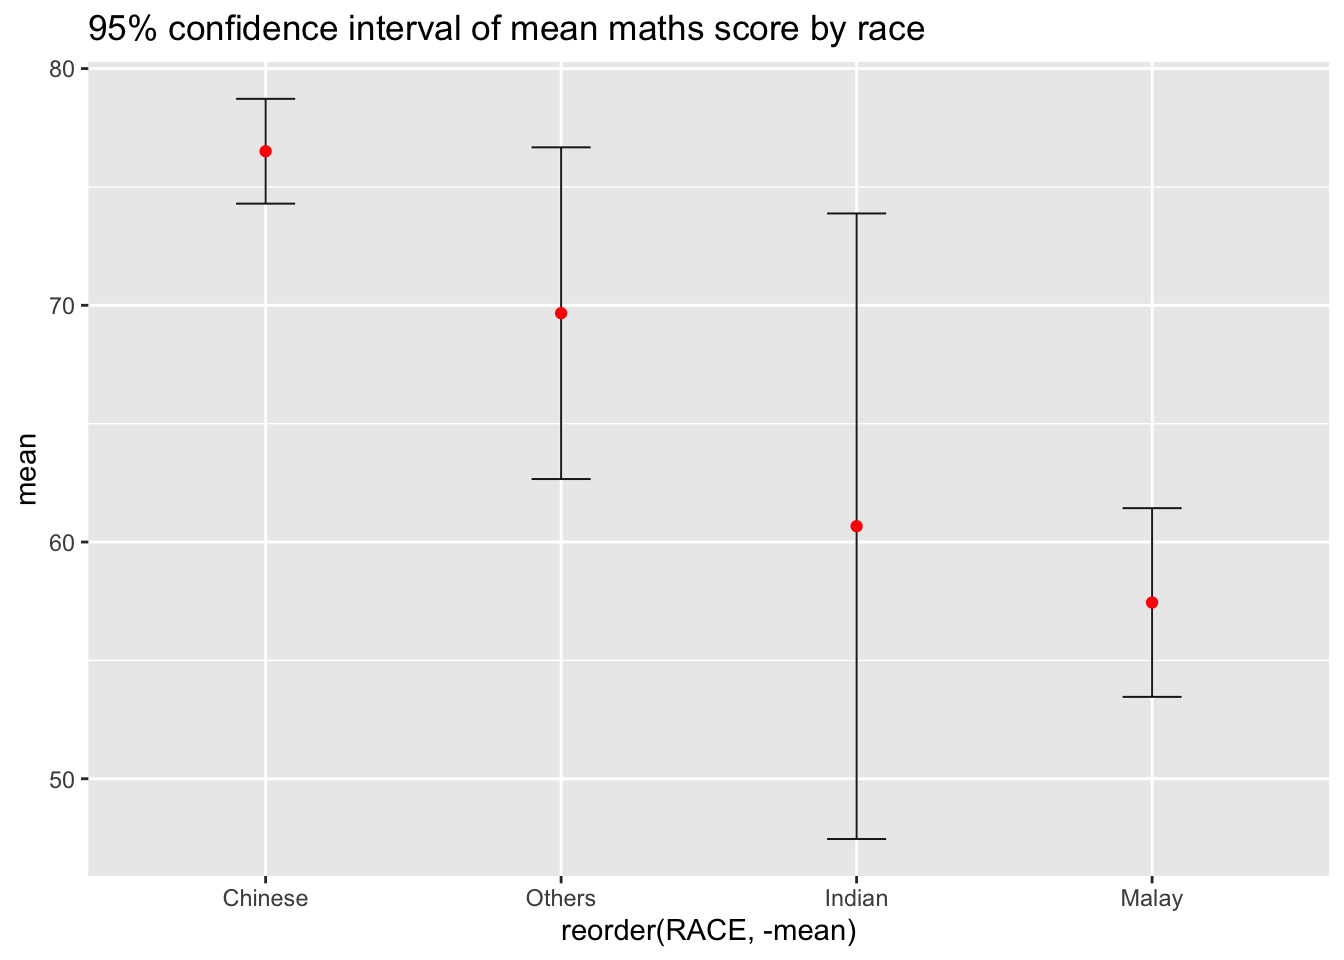 95% confidence interval of mean maths score by race
80
70
60
50
mean
Chinese Others Indian Malay
reorder(RACE, -mean)